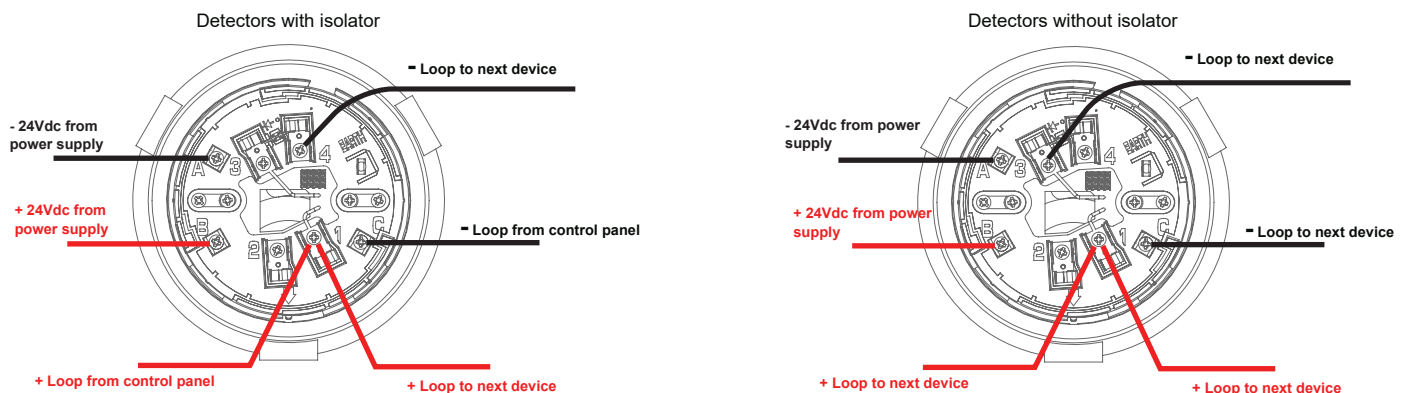 Detectors with isolator
- Loop to next device
- 24Vdc from
power supply
A
3
4
EARTH
+ 24Vdc from
power supply
B
C
2
1
- Loop from control panel
+ Loop from control panel
+ Loop to next device
Detectors without isolator
- Loop to next device
- 24Vdc from power
supply
A
3
4
EARTH
+ 24Vdc from power
supply
B
C
2
1
- Loop to next device
+ Loop to next device
+ Loop to next device